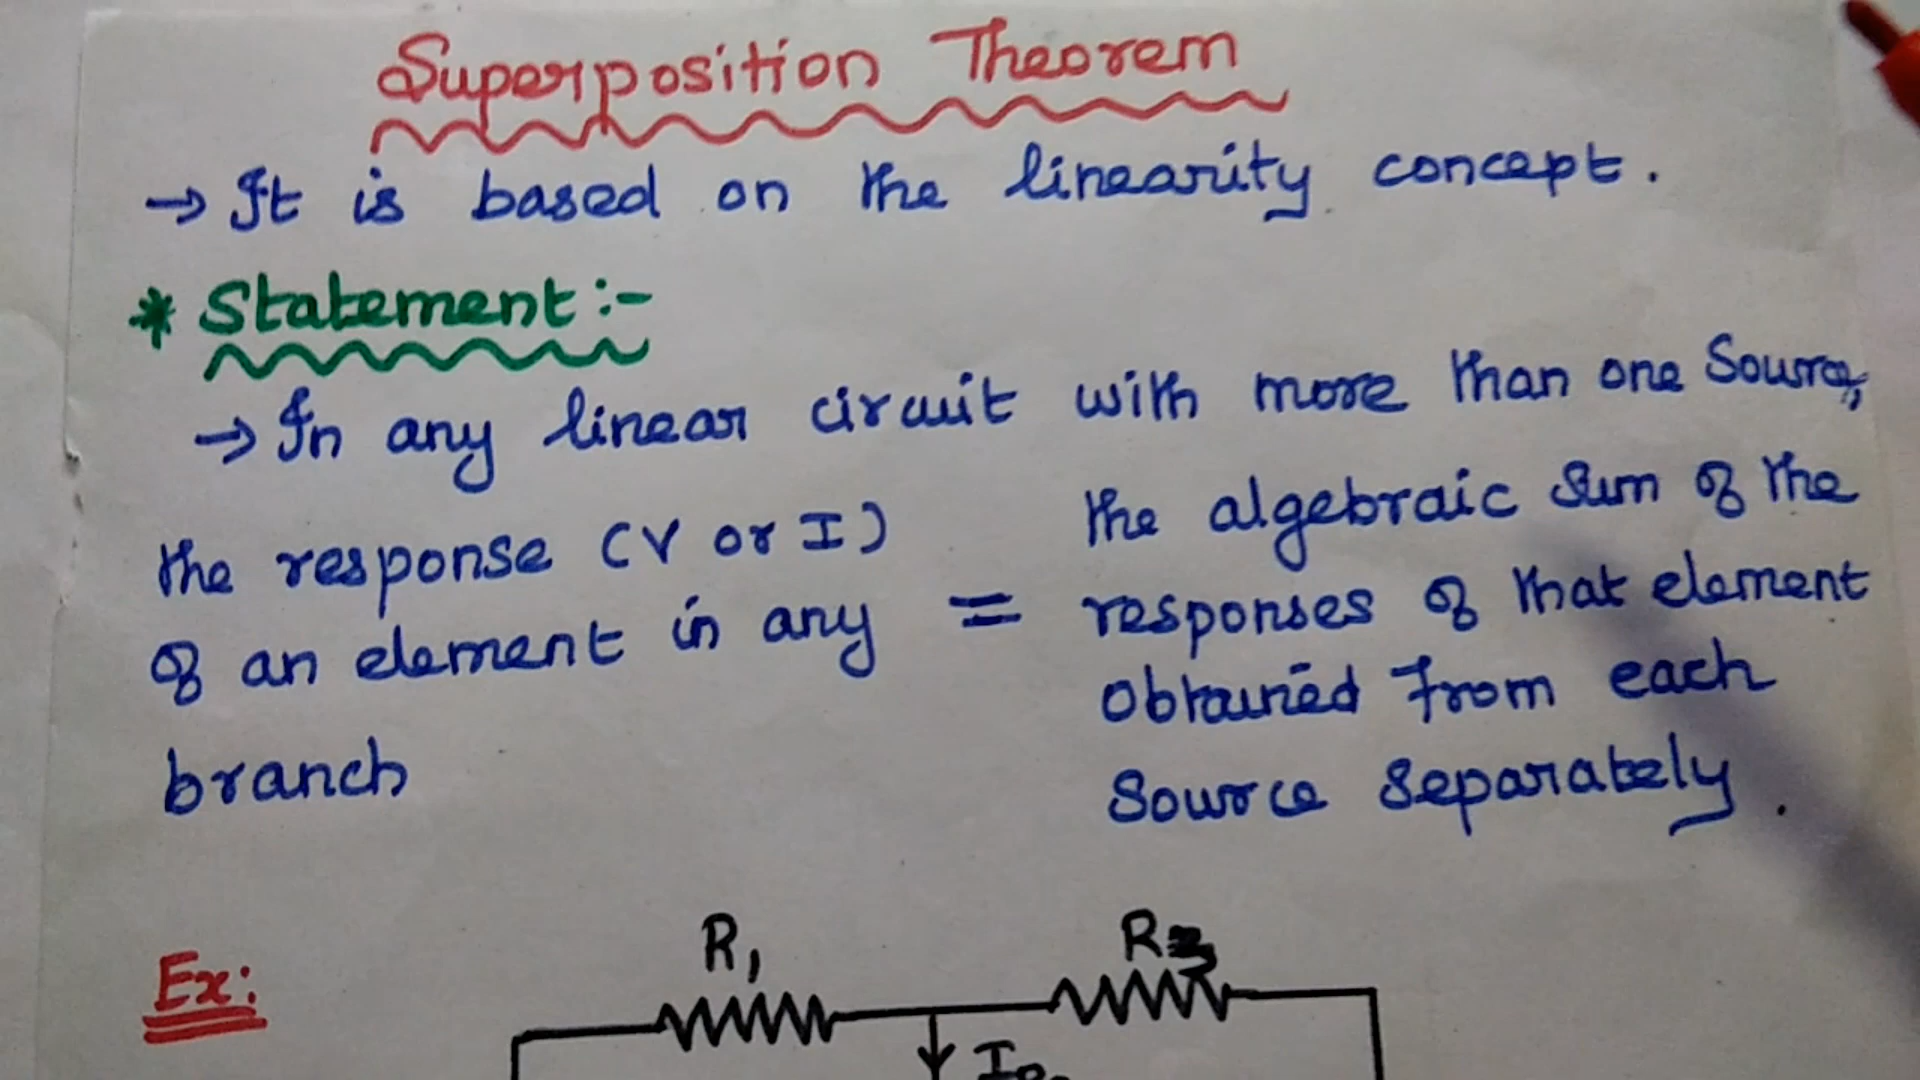 Superposition Theorem
→ It is based on the linearity concept.
* Statement:-
→ In any linear circuit with more than one Source,
the response (V or I)
of an element in any
branch
=
the algebraic Sum of the
responses of that element
obtained from each
Source Separately.
Ex:
R1
R3
I